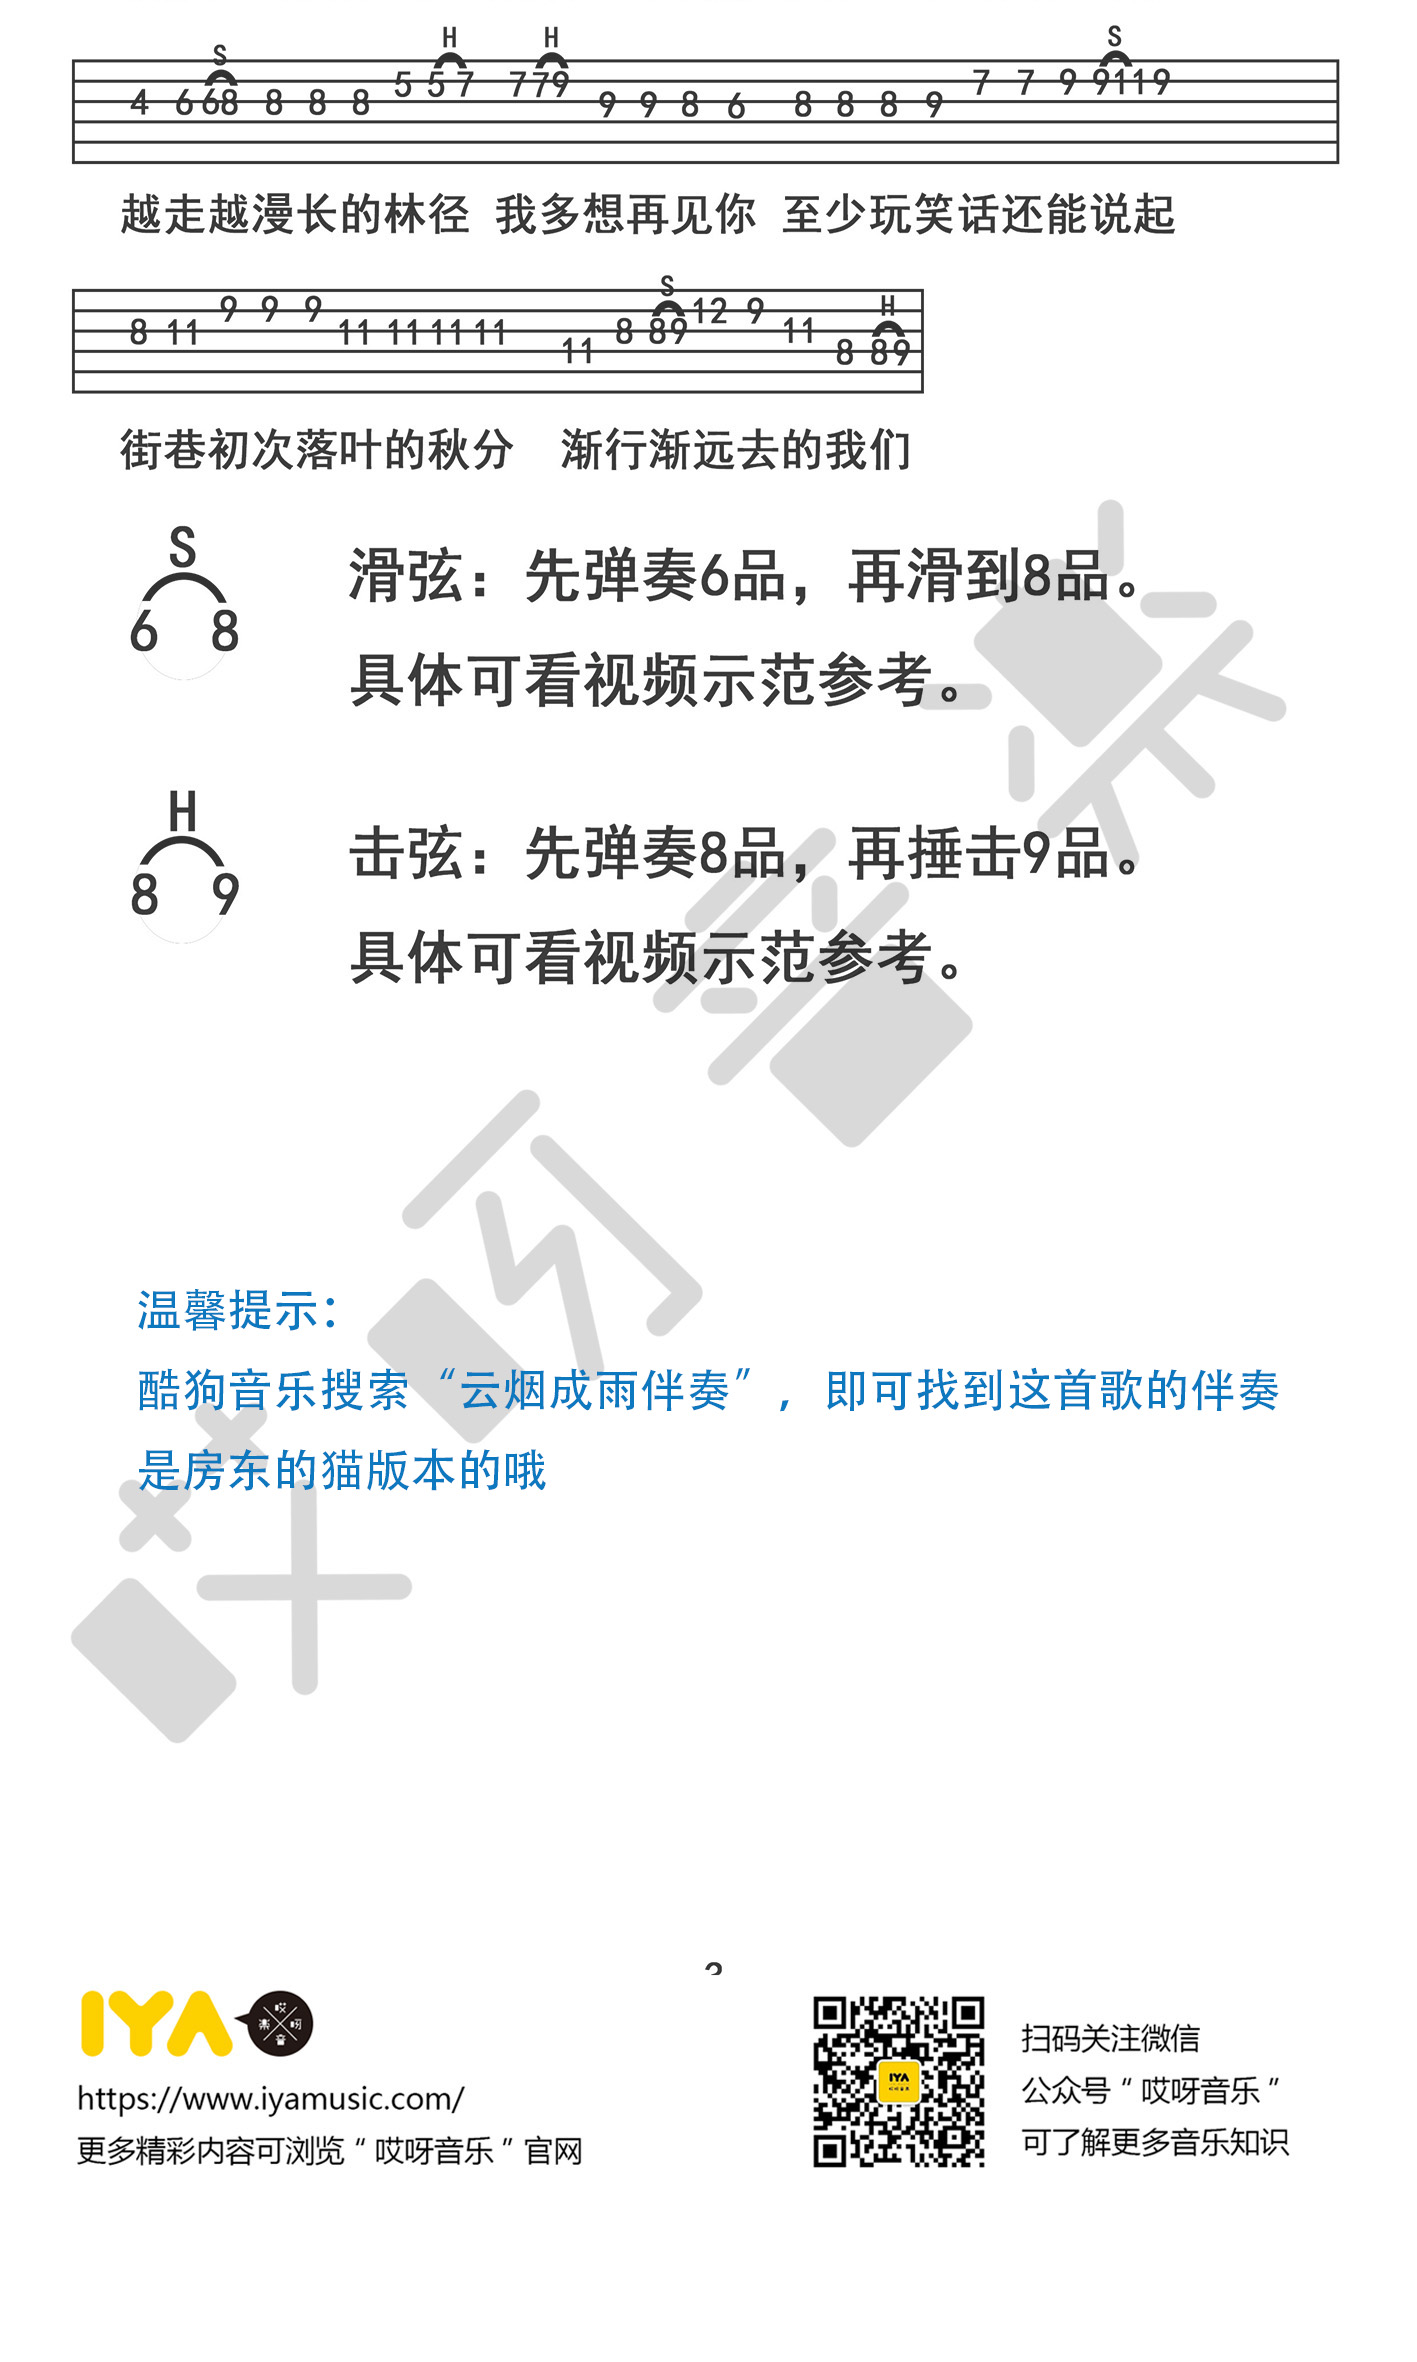 S H H S
4 6 68 8 8 8 5 5 7 7 79 9 9 8 6 8 8 8 9 7 7 9 9119
越走越漫长的林径 我多想再见你 至少玩笑话还能说起
S H
8 11 9 9 9 11 11 11 11 11 8 89 12 9 11 8 89
街巷初次落叶的秋分 渐行渐远去的我们
S
6 8
滑弦：先弹奏6品，再滑到8品。
具体可看视频示范参考。
H
8 9
击弦：先弹奏8品，再捶击9品。
具体可看视频示范参考。
哎呀音乐
温馨提示：
酷狗音乐搜索“云烟成雨伴奏”，即可找到这首歌的伴奏
是房东的猫版本的哦
IYA
哎呀音楽
https://www.iyamusic.com/
更多精彩内容可浏览“哎呀音乐”官网
IYA
扫码关注微信
公众号“哎呀音乐”
可了解更多音乐知识